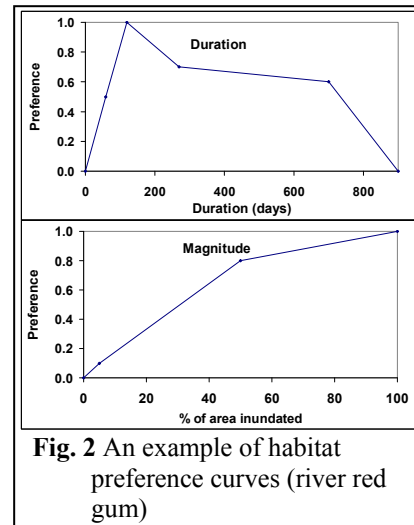 Duration
Preference
1.0
0.8
0.6
0.4
0.2
0.0
0 200 400 600 800
Duration (days)
Magnitude
Preference
1.0
0.8
0.6
0.4
0.2
0.0
0 20 40 60 80 100
% of area inundated
Fig. 2 An example of habitat
preference curves (river red
gum)